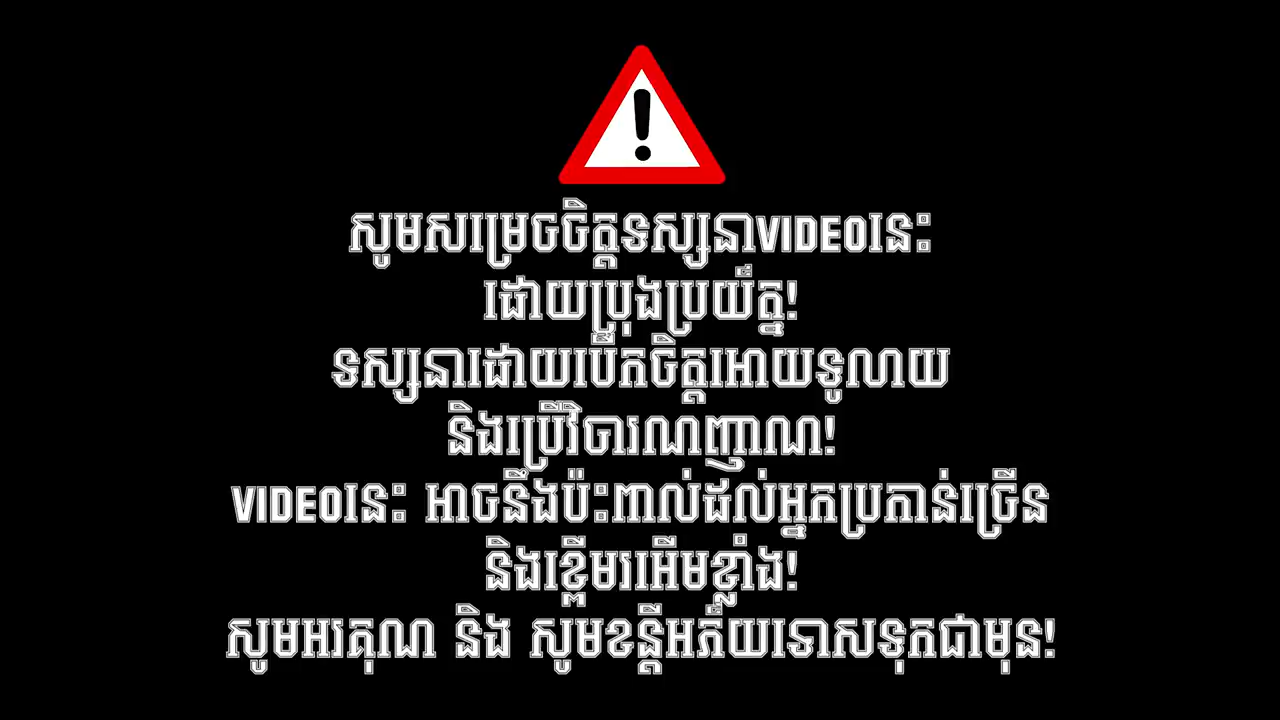 សូមសម្រេចចិត្តទស្សនាVIDEOនេះ
ដោយប្រុងប្រយ័ត្ន!
ទស្សនាដោយបើកចិត្តអោយទូលាយ
និងប្រើវិចារណញ្ញាណ!
VIDEOនេះ អាចនឹងប៉ះពាល់ដល់អ្នកប្រកាន់ច្រើន
និងខ្ពើមរអើមខ្លាំង!
សូមអរគុណ និង សូមខន្តីអភ័យទោសទុកជាមុន!